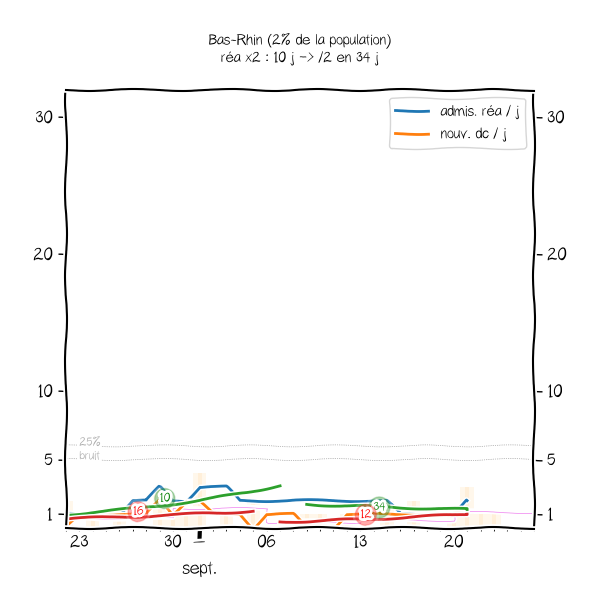 Bas-Rhin (2% de la population)
réa x2 : 10 j -> /2 en 34 j
admis. réa / j
nouv. dc / j
30 30
20 20
10 10
5 5
1 1
25%
bruit
10
16
34
12
23 30 1 06 13 20
sept.